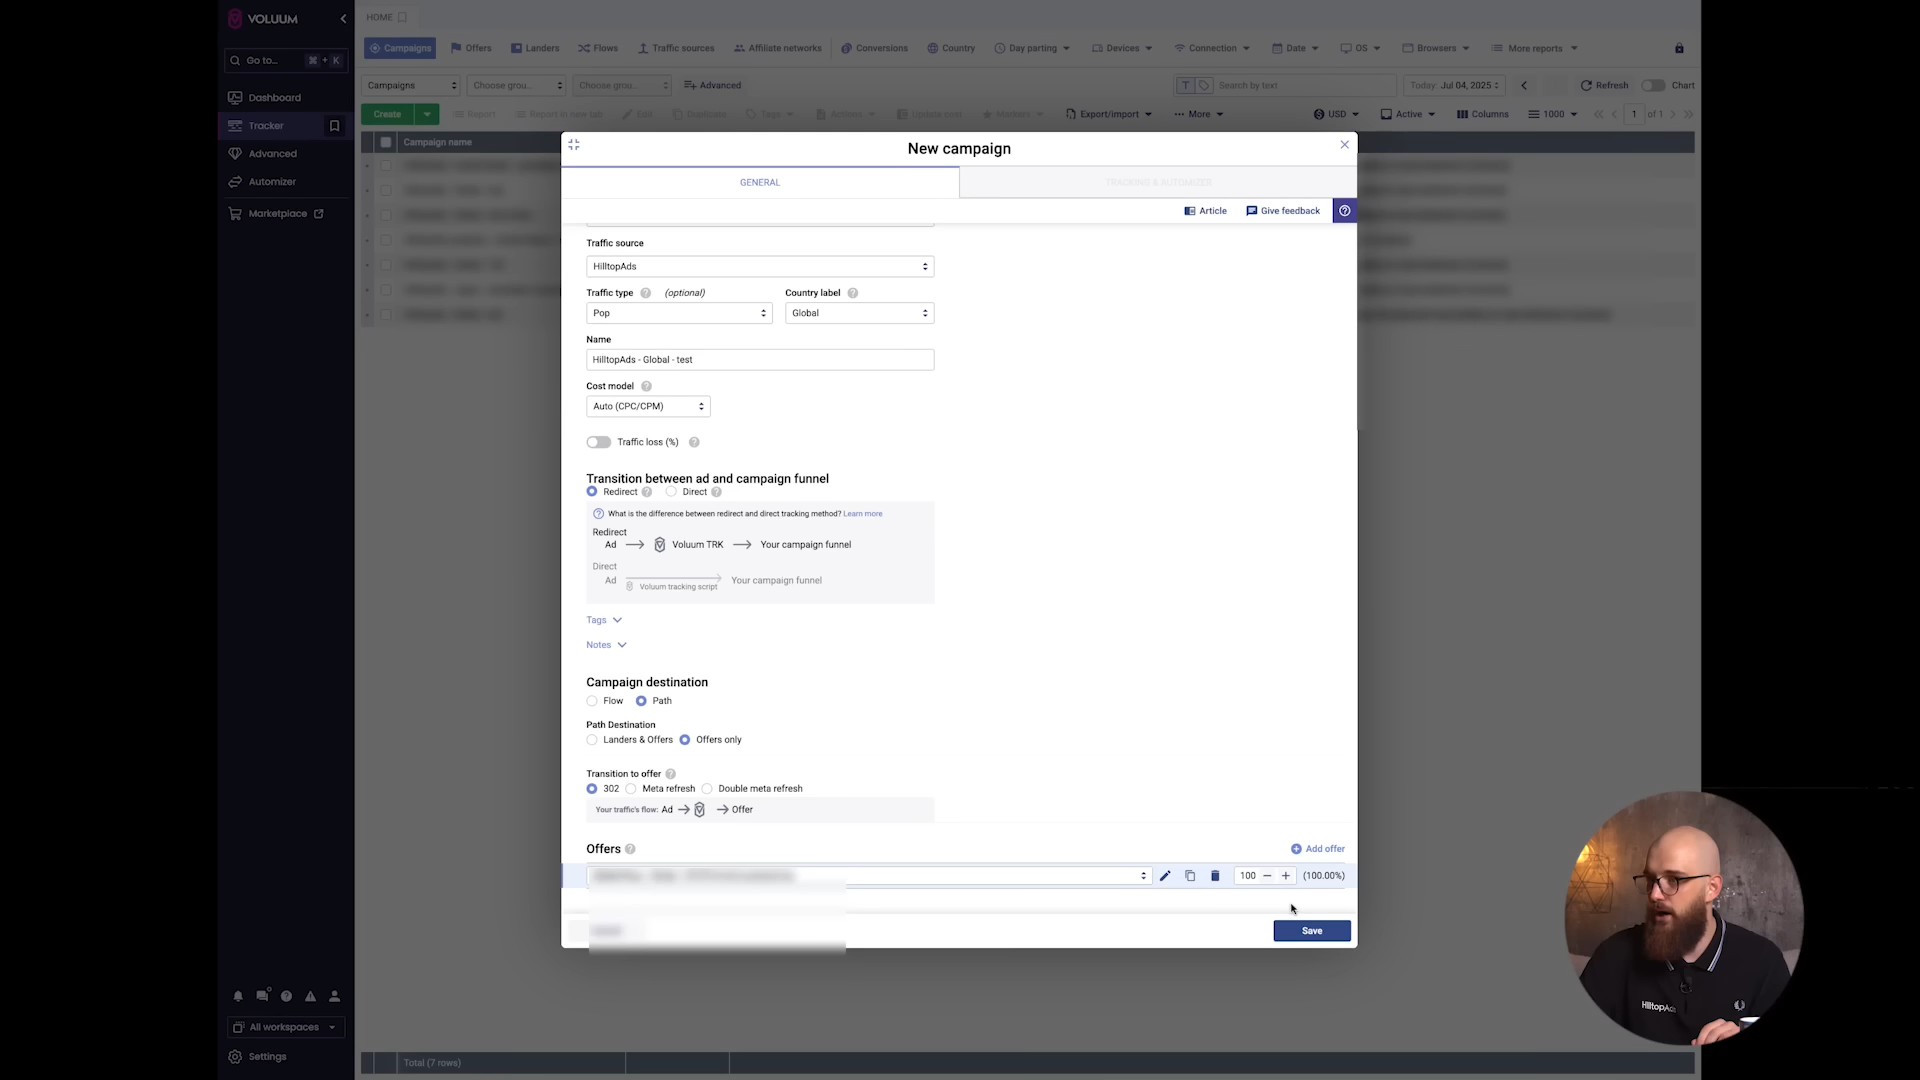 VOLUUM
Go to... ⌘ + K
Dashboard
Tracker
Advanced
Automizer
Marketplace
All workspaces
Settings
HOME
Campaigns Offers Landers Flows Traffic sources Affiliate networks Conversions Country Day parting Devices Connection Date OS Browsers More reports
Campaigns Choose grou... Choose grou... Advanced T Search by text Today: Jul 04, 2025 Refresh Chart
Create Report Report in new tab Edit Duplicate Tags Actions Update cost Markers Export/import More USD Active Columns 1000 1 of 1
Campaign name
New campaign
GENERAL
TRACKING & AUTOMIZER
Article Give feedback
Traffic source
HilltopAds
Traffic type (optional) Country label
Pop Global
Name
HilltopAds - Global - test
Cost model
Auto (CPC/CPM)
Traffic loss (%)
Transition between ad and campaign funnel
Redirect Direct
What is the difference between redirect and direct tracking method? Learn more
Redirect
Ad Voluum TRK Your campaign funnel
Direct
Ad Voluum tracking script Your campaign funnel
Tags
Notes
Campaign destination
Flow Path
Path Destination
Landers & Offers Offers only
Transition to offer
302 Meta refresh Double meta refresh
Your traffic's flow: Ad Offer
Offers Add offer
100 (100.00%)
Save
Total (7 rows)